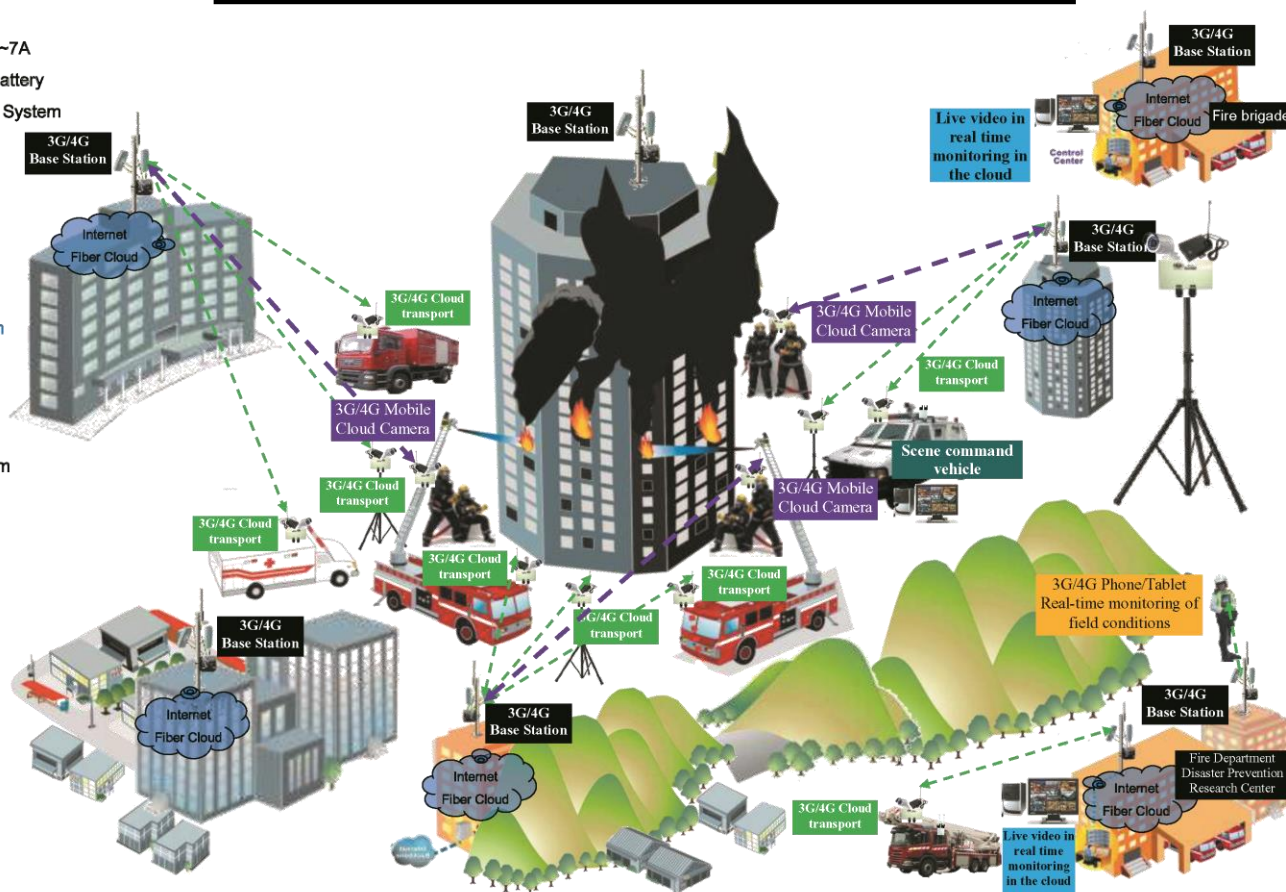 ~7A
attery
System
3G/4G
Base Station
Internet
Fiber Cloud
3G/4G
Base Station
3G/4G
Base Station
Internet
Fiber Cloud
Fire brigade
Live video in
real time
monitoring in
the cloud
Control
Center
3G/4G
Base Station
Internet
Fiber Cloud
3G/4G Cloud
transport
3G/4G Mobile
Cloud Camera
3G/4G Cloud
transport
3G/4G Mobile
Cloud Camera
Scene command
vehicle
3G/4G Cloud
transport
3G/4G Mobile
Cloud Camera
3G/4G Cloud
transport
3G/4G Cloud
transport
3G/4G Cloud
transport
3G/4G Cloud
transport
3G/4G Phone/Tablet
Real-time monitoring of
field conditions
3G/4G
Base Station
Internet
Fiber Cloud
3G/4G
Base Station
Internet
Fiber Cloud
3G/4G
Base Station
Fire Department
Disaster Prevention
Research Center
Internet
Fiber Cloud
3G/4G Cloud
transport
Live video in
real time
monitoring
in the cloud